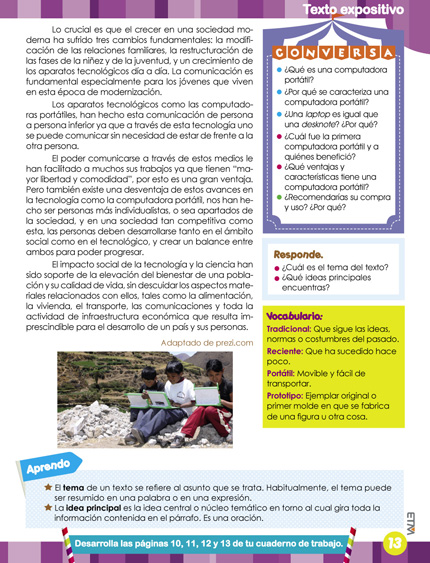 Texto expositivo
Lo crucial es que el crecer en una sociedad mo-
derna ha sufrido tres cambios fundamentales: la modifi-
cación de las relaciones familiares, la restructuración de
las fases de la niñez y de la juventud, y un crecimiento de
los aparatos tecnológicos día a día. La comunicación es
fundamental especialmente para los jóvenes que viven
en esta época de modernización.
Los aparatos tecnológicos como las computado-
ras portátiles, han hecho esta comunicación de persona
a persona inferior ya que a través de esta tecnología uno
se puede comunicar sin necesidad de estar de frente a la
otra persona.
El poder comunicarse a través de estos medios le
han facilitado a muchos sus trabajos ya que tienen “ma-
yor libertad y comodidad”, por esto es una gran ventaja.
Pero también existe una desventaja de estos avances en
la tecnología como la computadora portátil, nos han he-
cho ser personas más individualistas, o sea apartados de
la sociedad, y en una sociedad tan competitiva como
esta, las personas deben desarrollarse tanto en el ámbito
social como en el tecnológico, y crear un balance entre
ambos para poder progresar.
El impacto social de la tecnología y la ciencia han
sido soporte de la elevación del bienestar de una pobla-
ción y su calidad de vida, sin descuidar los aspectos mate-
riales relacionados con ellos, tales como la alimentación,
la vivienda, el transporte, las comunicaciones y toda la
actividad de infraestructura económica que resulta im-
prescindible para el desarrollo de un país y sus personas.
Adaptado de prezi.com
CONVERSA
¿Qué es una computadora
portátil?
¿Por qué se caracteriza una
computadora portátil?
¿Una laptop es igual que
una desknote? ¿Por qué?
¿Cuál fue la primera
computadora portátil y a
quiénes benefició?
¿Qué ventajas y
características tiene una
computadora portátil?
¿Recomendarías su compra
y uso? ¿Por qué?
Responde.
¿Cuál es el tema del texto?
¿Qué ideas principales
encuentras?
Vocabulario:
Tradicional: Que sigue las ideas,
normas o costumbres del pasado.
Reciente: Que ha sucedido hace
poco.
Portátil: Movible y fácil de
transportar.
Prototipo: Ejemplar original o
primer molde en que se fabrica
de una figura u otra cosa.
Aprendo
El tema de un texto se refiere al asunto que se trata. Habitualmente, el tema puede
ser resumido en una palabra o en una expresión.
La idea principal es la idea central o núcleo temático en torno al cual gira toda la
información contenida en el párrafo. Es una oración.
Desarrolla las páginas 10, 11, 12 y 13 de tu cuaderno de trabajo.
13